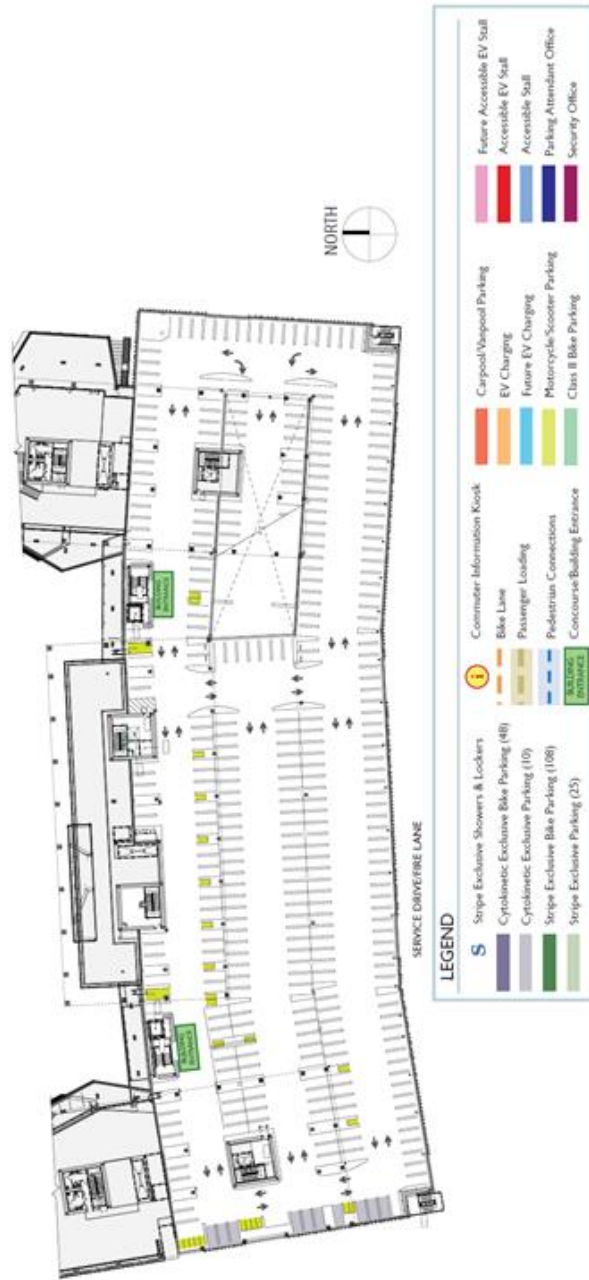 NORTH
BUILDING
ENTRANCE
BUILDING
ENTRANCE
SERVICE DRIVE/FIRE LANE
LEGEND
S Stripe Exclusive Showers & Lockers
Cytokinetic Exclusive Bike Parking (48)
Cytokinetic Exclusive Parking (10)
Stripe Exclusive Bike Parking (108)
Stripe Exclusive Parking (25)
i Commuter Information Kiosk
Bike Lane
Passenger Loading
Pedestrian Connections
BUILDING
ENTRANCE
Concourse/Building Entrance
Carpool/Vanpool Parking
EV Charging
Future EV Charging
Motorcycle/Scooter Parking
Class II Bike Parking
Future Accessible EV Stall
Accessible EV Stall
Accessible Stall
Parking Attendant Office
Security Office